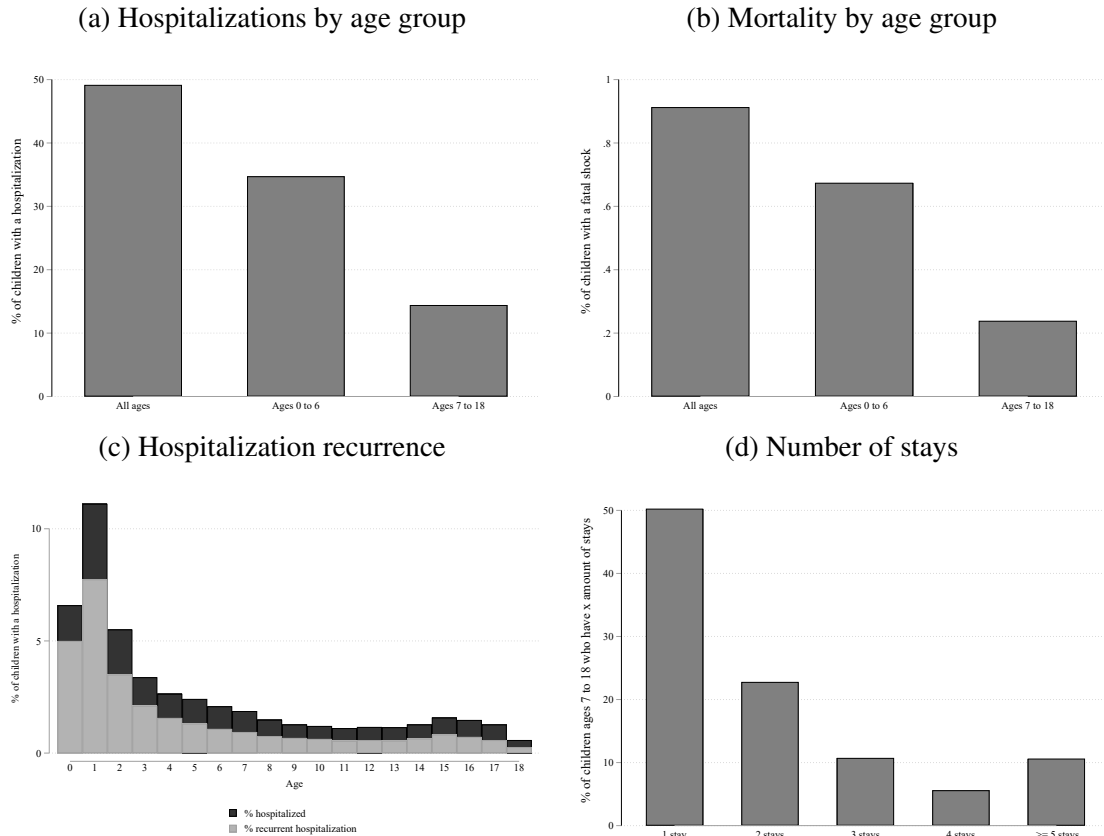 (a) Hospitalizations by age group
% of children with a hospitalization
50
40
30
20
10
0
All ages Ages 0 to 6 Ages 7 to 18
(b) Mortality by age group
% of children with a fatal shock
1
.8
.6
.4
.2
0
All ages Ages 0 to 6 Ages 7 to 18
(c) Hospitalization recurrence
% of children with a hospitalization
10
5
0
0 1 2 3 4 5 6 7 8 9 10 11 12 13 14 15 16 17 18
Age
% hospitalized
% recurrent hospitalization
(d) Number of stays
% of children ages 7 to 18 who have x amount of stays
50
40
30
20
10
0
1 stay 2 stays 3 stays 4 stays >= 5 stays